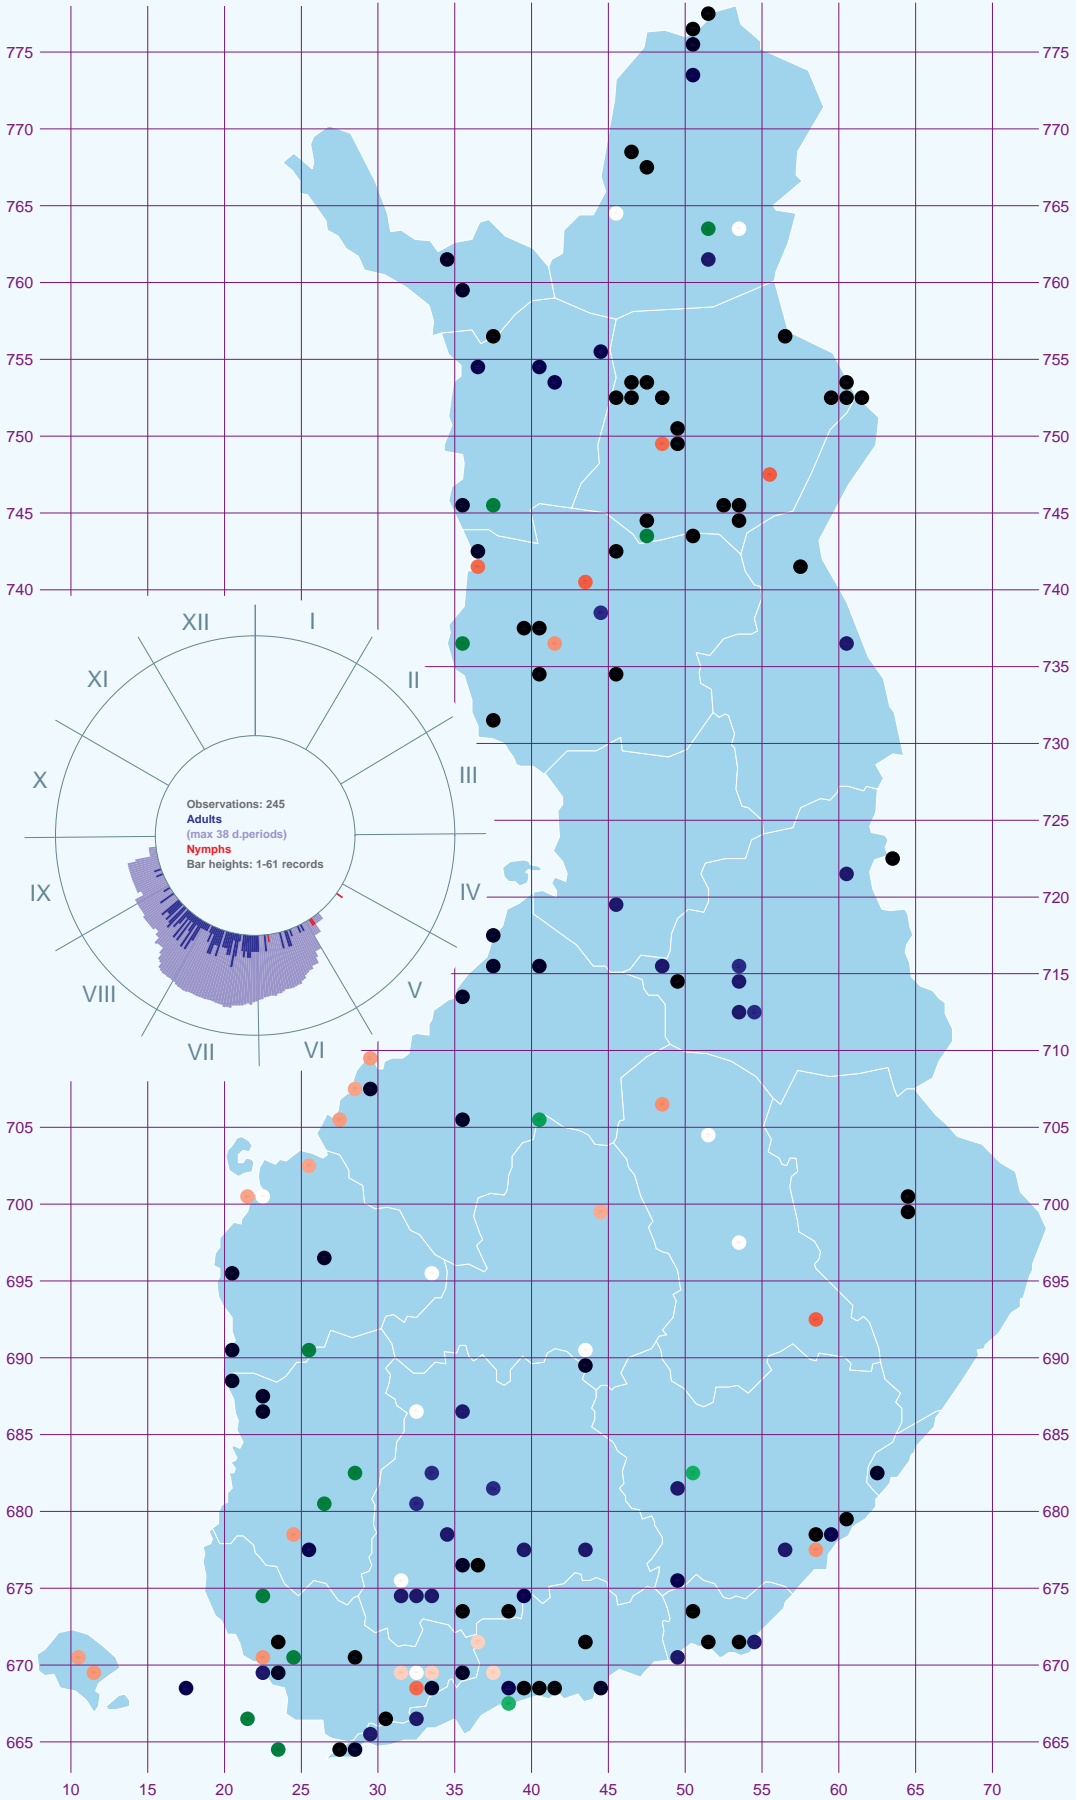 775 775
770 770
765 765
760 760
755 755
750 750
745 745
740 740
XII I
XI II
735
730
X III
Observations: 245
Adults
(max 38 d.periods)
Nymphs
Bar heights: 1-61 records
725
IX IV
720
715
VIII V
VII VI
710
705 705
700 700
695 695
690 690
685 685
680 680
675 675
670 670
665 665
10 15 20 25 30 35 40 45 50 55 60 65 70